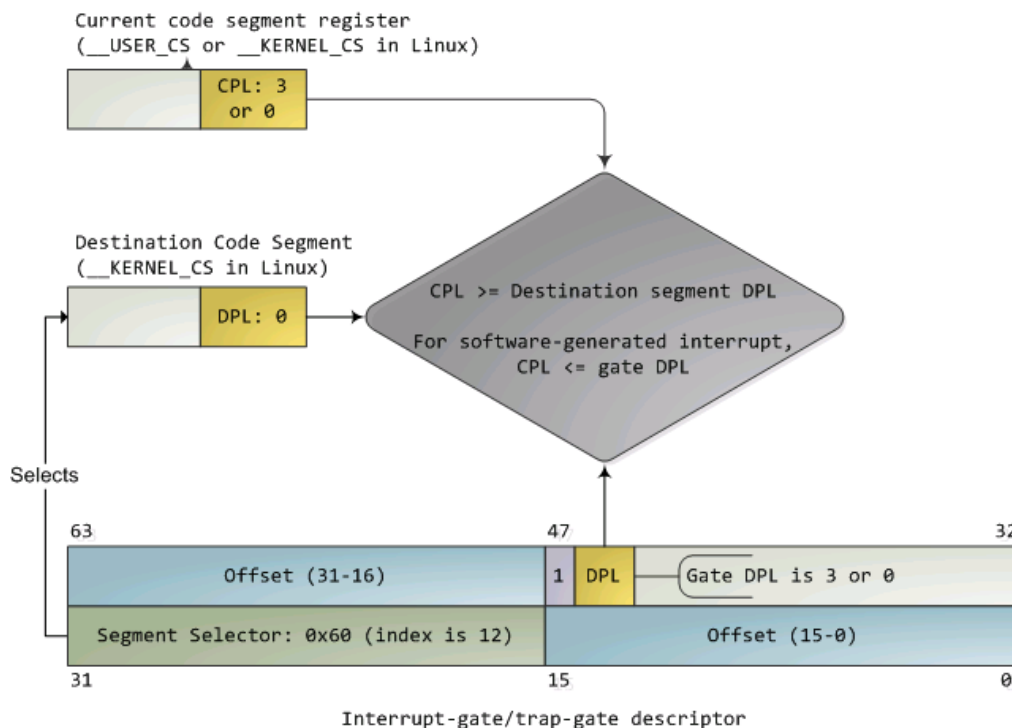 Current code segment register
(__USER_CS or __KERNEL_CS in Linux)
CPL: 3
or 0
Destination Code Segment
(__KERNEL_CS in Linux)
DPL: 0
CPL >= Destination segment DPL
For software-generated interrupt,
CPL <= gate DPL
Selects
63
47
32
Offset (31-16)
1
DPL
Gate DPL is 3 or 0
Segment Selector: 0x60 (index is 12)
Offset (15-0)
31
15
0
Interrupt-gate/trap-gate descriptor